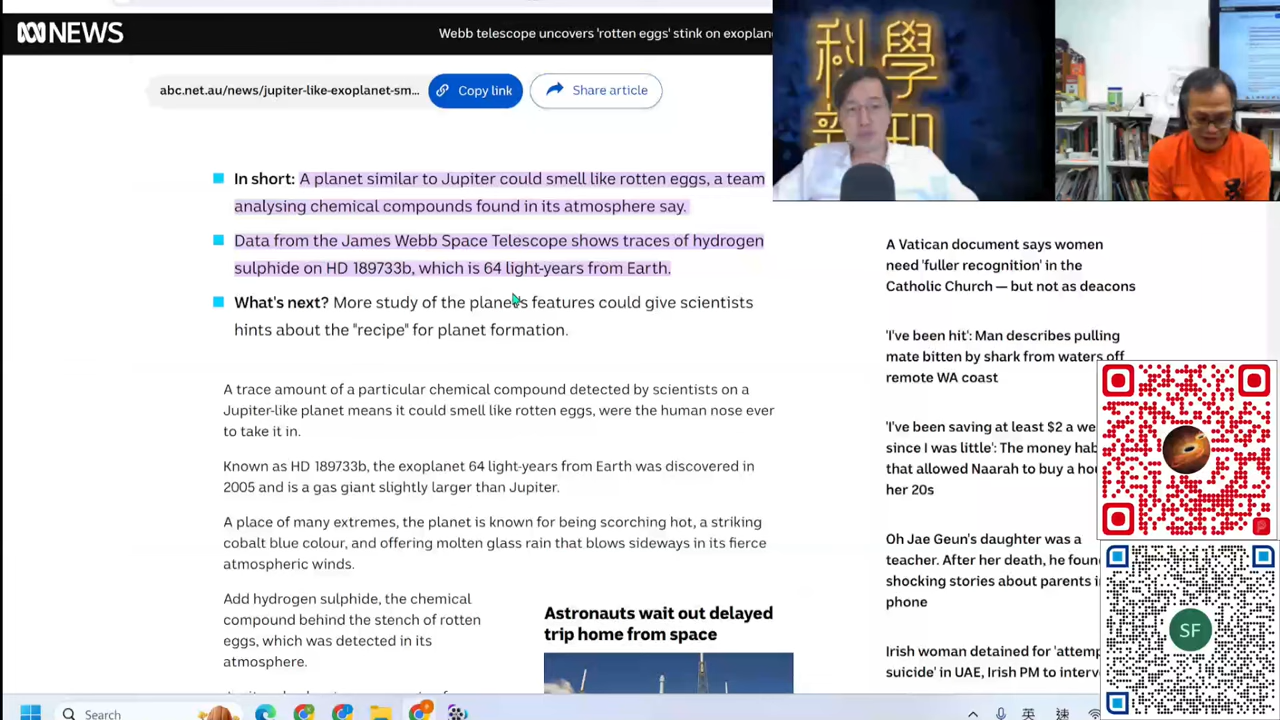 NEWS
Webb telescope uncovers 'rotten eggs' stink on exoplan
abc.net.au/news/jupiter-like-exoplanet-sm...
Copy link
Share article
In short: A planet similar to Jupiter could smell like rotten eggs, a team
analysing chemical compounds found in its atmosphere say.
Data from the James Webb Space Telescope shows traces of hydrogen
sulphide on HD 189733b, which is 64 light-years from Earth.
What's next? More study of the planet's features could give scientists
hints about the "recipe" for planet formation.
A trace amount of a particular chemical compound detected by scientists on a
Jupiter-like planet means it could smell like rotten eggs, were the human nose ever
to take it in.
Known as HD 189733b, the exoplanet 64 light-years from Earth was discovered in
2005 and is a gas giant slightly larger than Jupiter.
A place of many extremes, the planet is known for being scorching hot, a striking
cobalt blue colour, and offering molten glass rain that blows sideways in its fierce
atmospheric winds.
Add hydrogen sulphide, the chemical
compound behind the stench of rotten
eggs, which was detected in its
atmosphere.
Astronauts wait out delayed
trip home from space
科學
新知
A Vatican document says women
need 'fuller recognition' in the
Catholic Church — but not as deacons
'I've been hit': Man describes pulling
mate bitten by shark from waters off
remote WA coast
'I've been saving at least $2 a we
since I was little': The money hab
that allowed Naarah to buy a ho
her 20s
Oh Jae Geun's daughter was a
teacher. After her death, he foun
shocking stories about parents i
phone
Irish woman detained for 'attemp
suicide' in UAE, Irish PM to interv
SF
Search
英
速